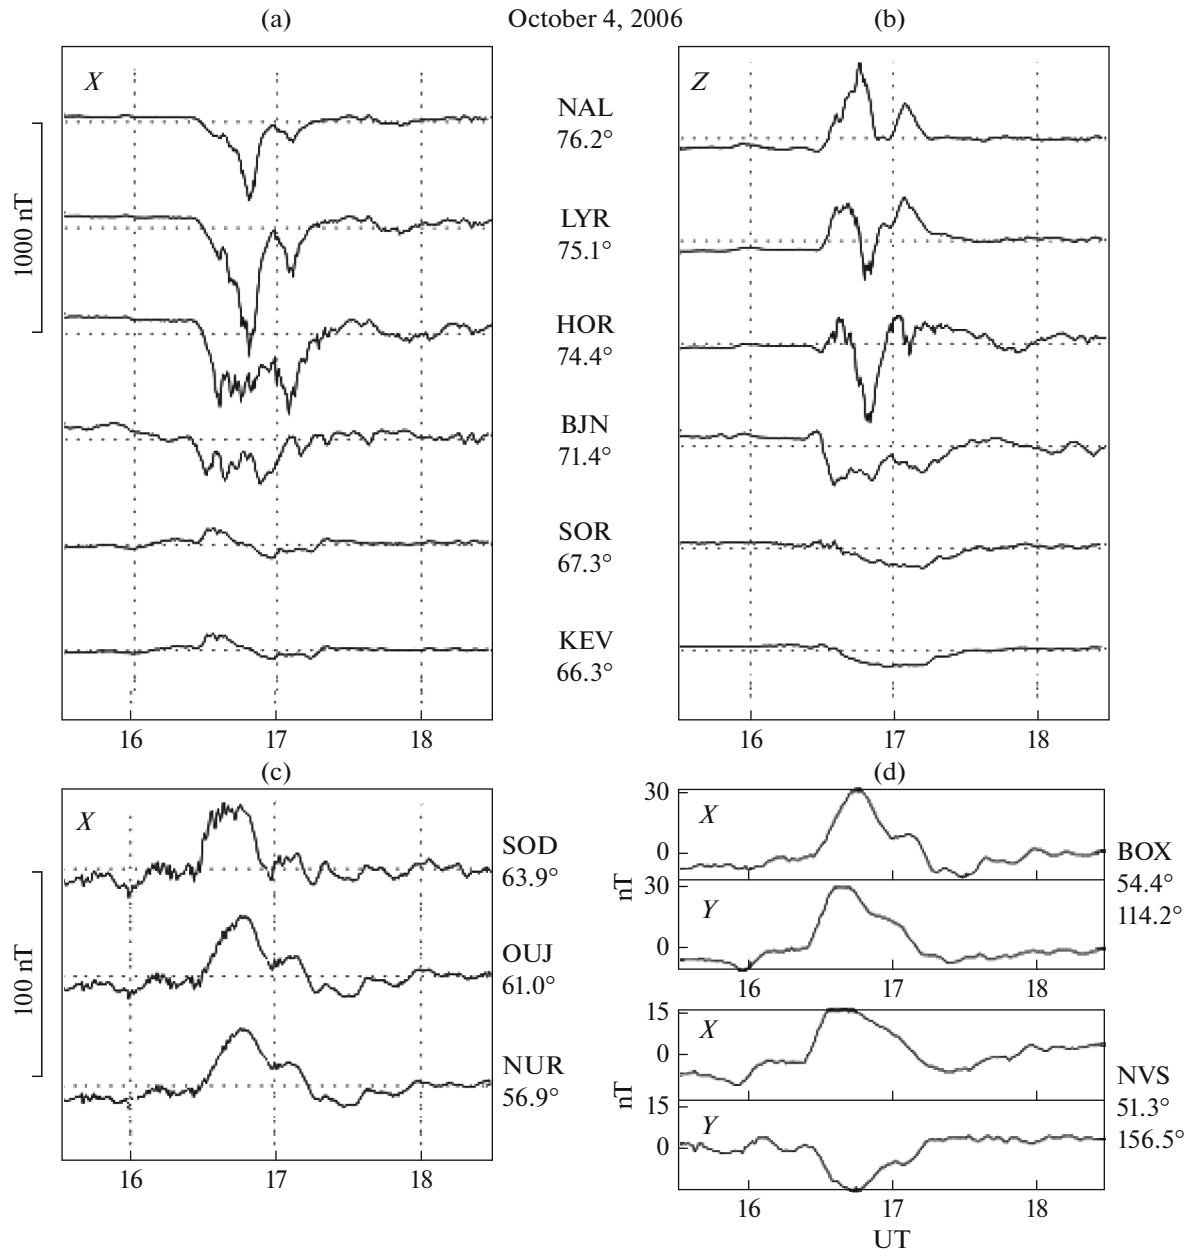 (a) October 4, 2006 (b)
X
Z
1000 nT
NAL
76.2°
LYR
75.1°
HOR
74.4°
BJN
71.4°
SOR
67.3°
KEV
66.3°
16 17 18
16 17 18
(c)
X
100 nT
SOD
63.9°
OUJ
61.0°
NUR
56.9°
16 17 18
(d)
30
X
0
30
Y
0
nT
BOX
54.4°
114.2°
16 17 18
15
X
0
15
Y
0
nT
NVS
51.3°
156.5°
16 17 18
UT